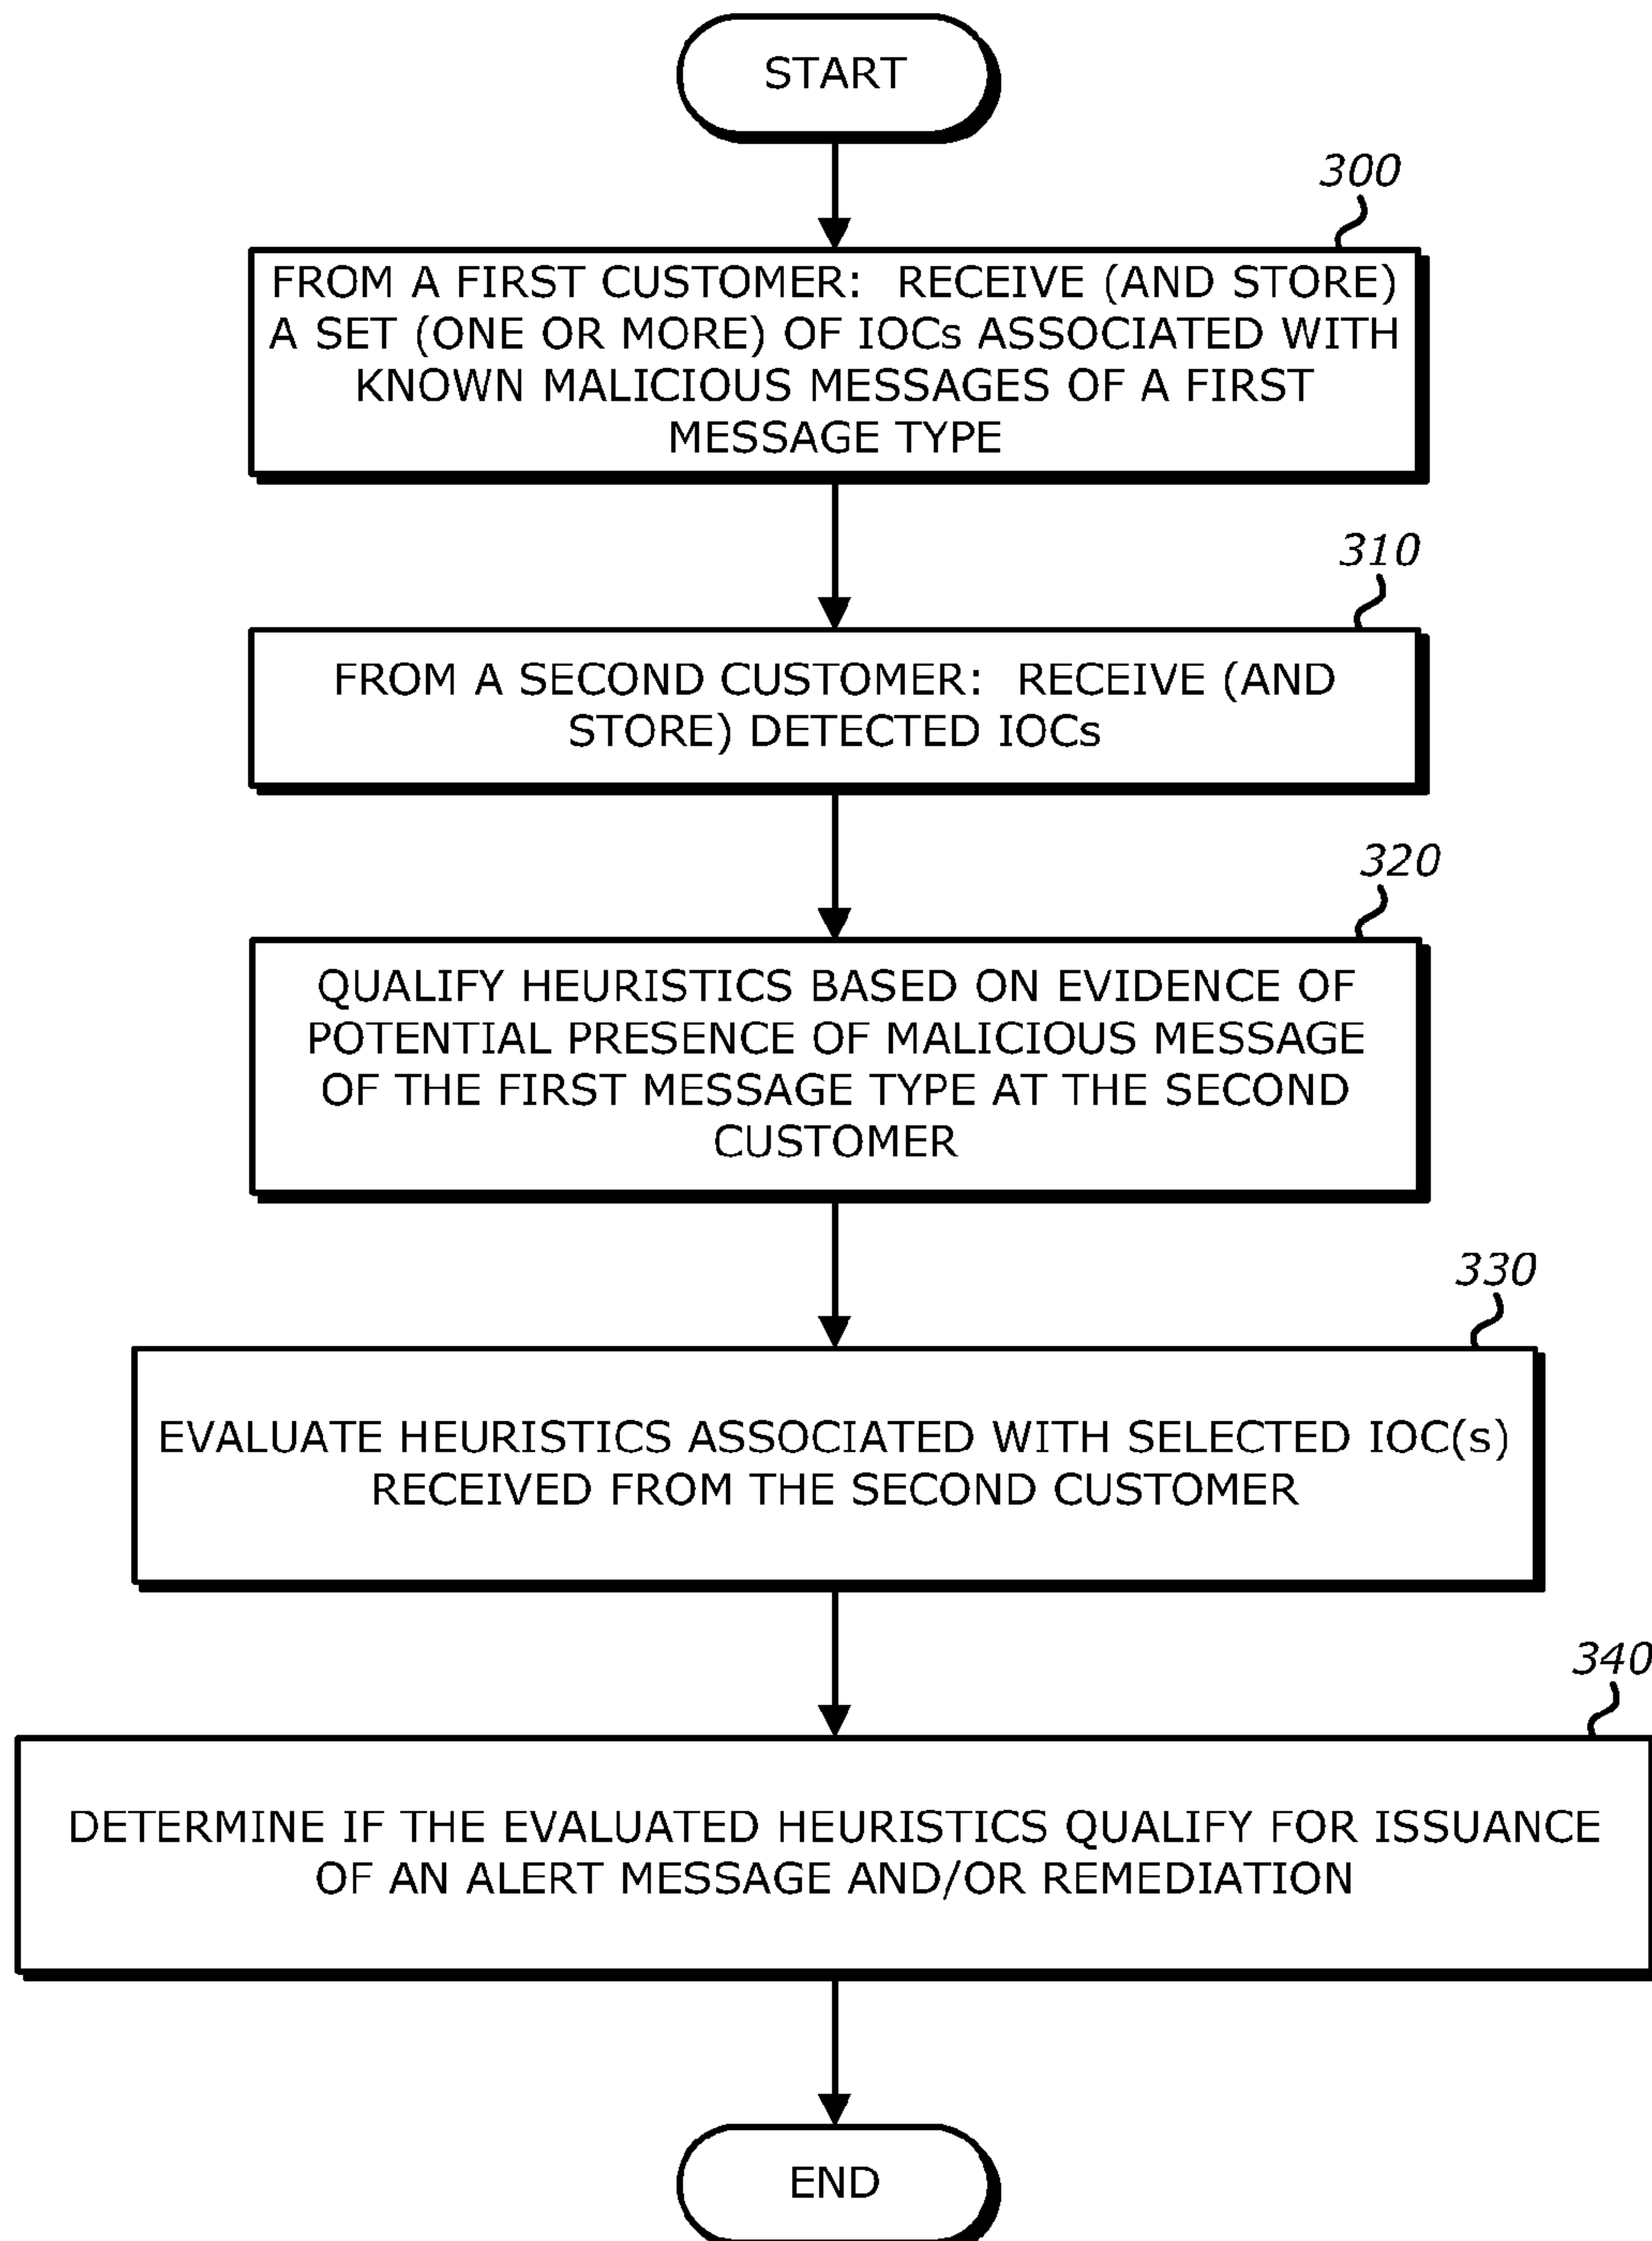 START
300
FROM A FIRST CUSTOMER: RECEIVE (AND STORE)
A SET (ONE OR MORE) OF IOCs ASSOCIATED WITH
KNOWN MALICIOUS MESSAGES OF A FIRST
MESSAGE TYPE
310
FROM A SECOND CUSTOMER: RECEIVE (AND
STORE) DETECTED IOCs
320
QUALIFY HEURISTICS BASED ON EVIDENCE OF
POTENTIAL PRESENCE OF MALICIOUS MESSAGE
OF THE FIRST MESSAGE TYPE AT THE SECOND
CUSTOMER
330
EVALUATE HEURISTICS ASSOCIATED WITH SELECTED IOC(s)
RECEIVED FROM THE SECOND CUSTOMER
340
DETERMINE IF THE EVALUATED HEURISTICS QUALIFY FOR ISSUANCE
OF AN ALERT MESSAGE AND/OR REMEDIATION
END